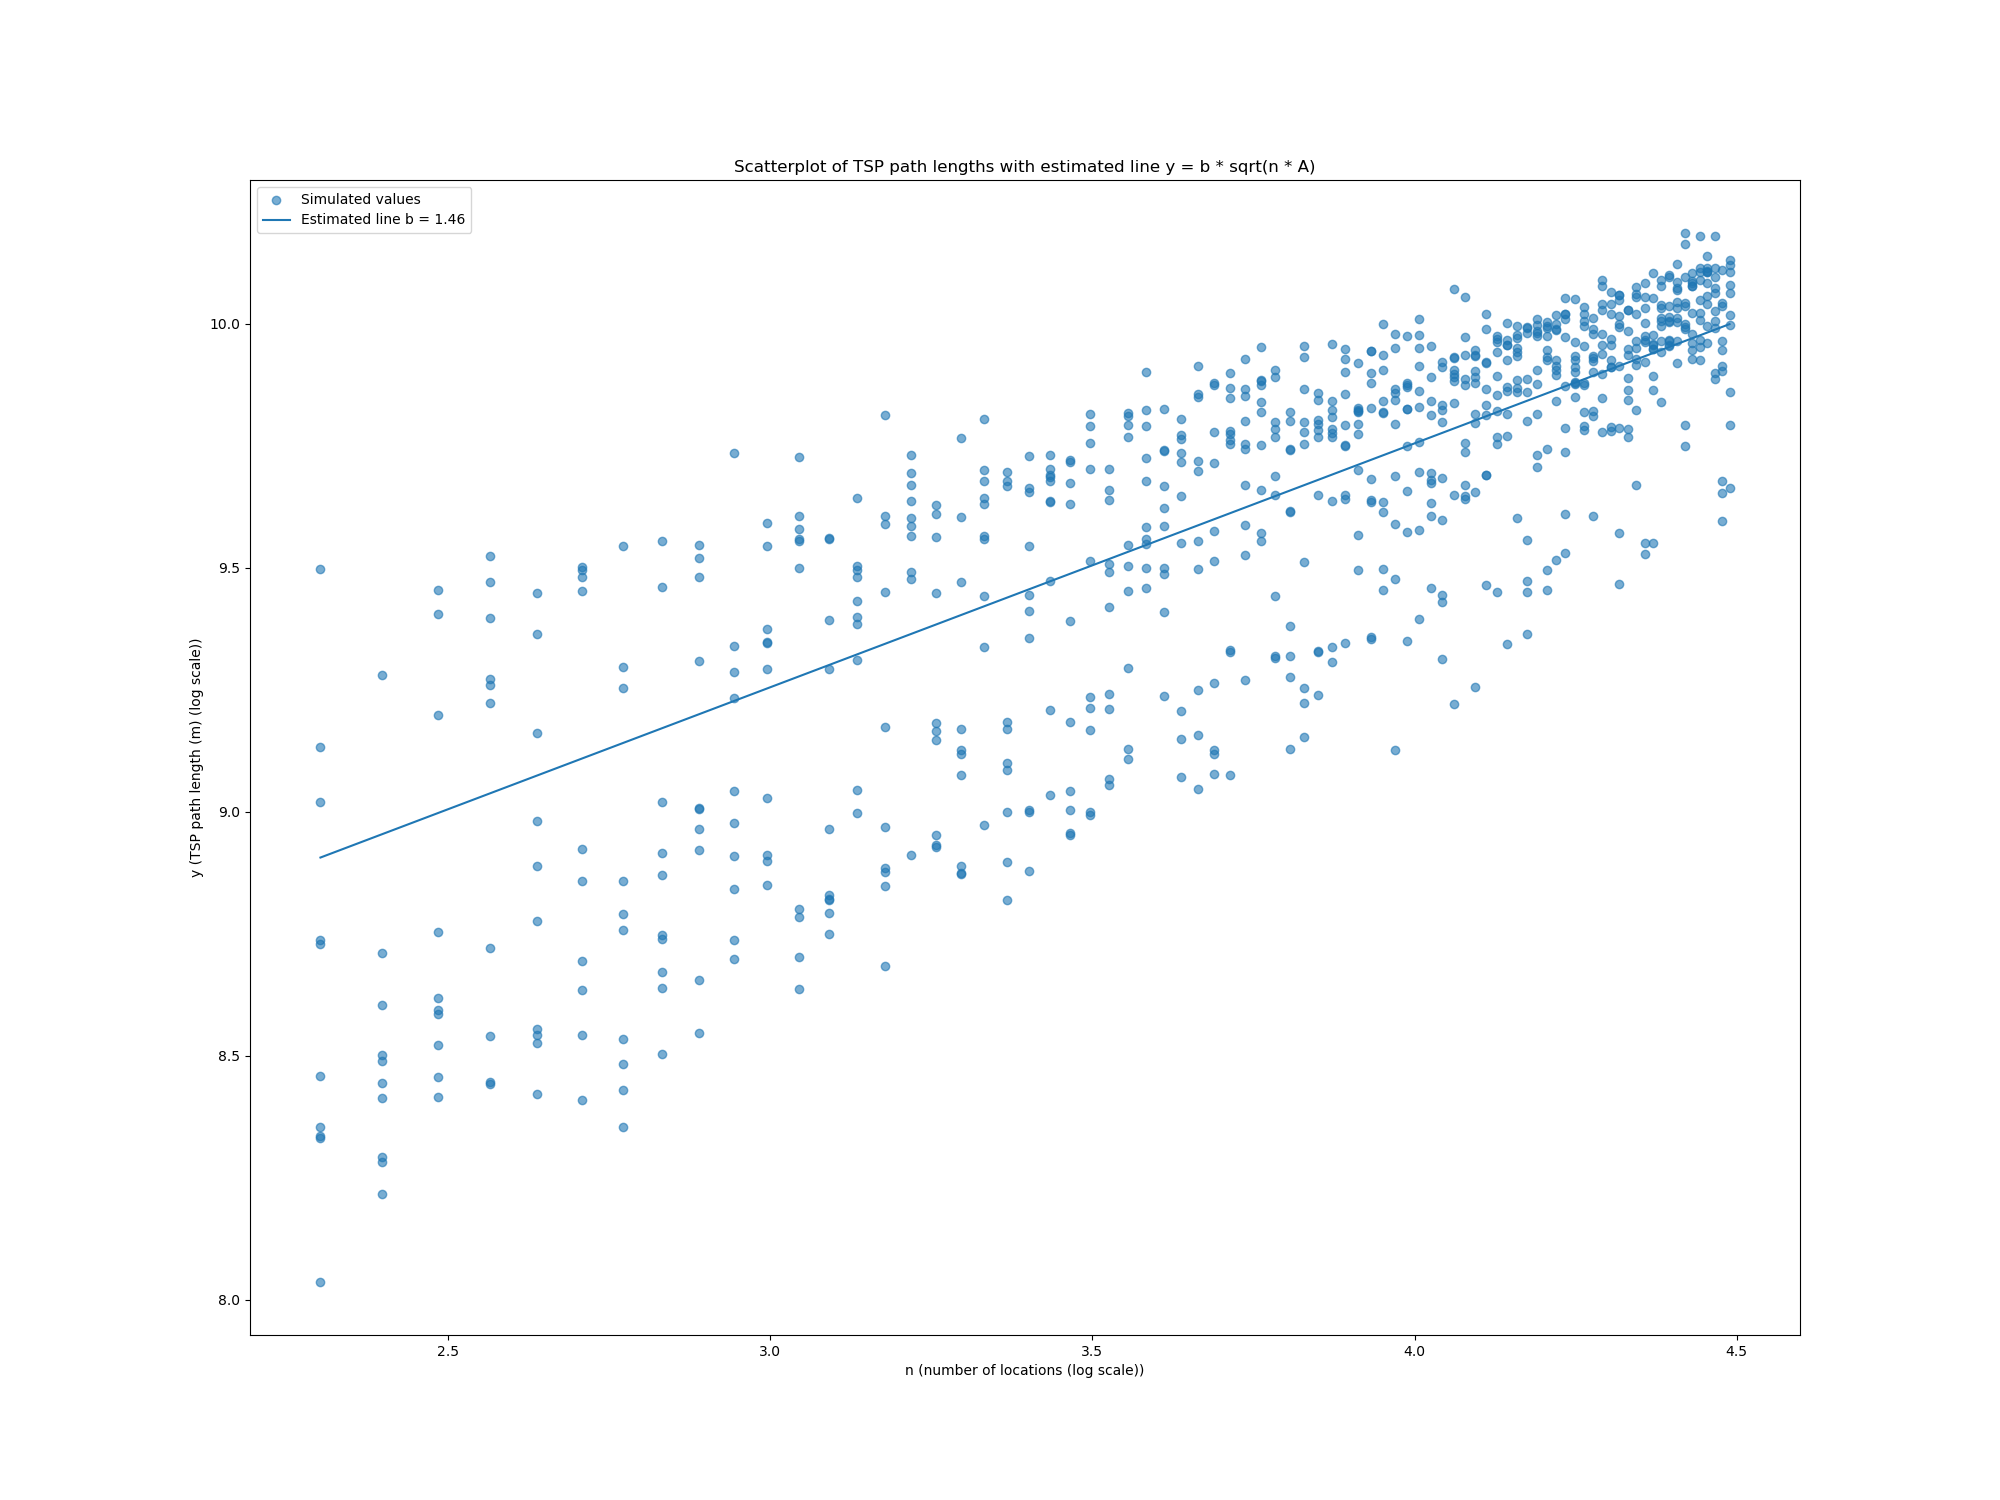 Scatterplot of TSP path lengths with estimated line y = b * sqrt(n * A)
Simulated values
Estimated line b = 1.46
10.0
9.5
9.0
8.5
8.0
y (TSP path length (m) (log scale))
2.5 3.0 3.5 4.0 4.5
n (number of locations (log scale))